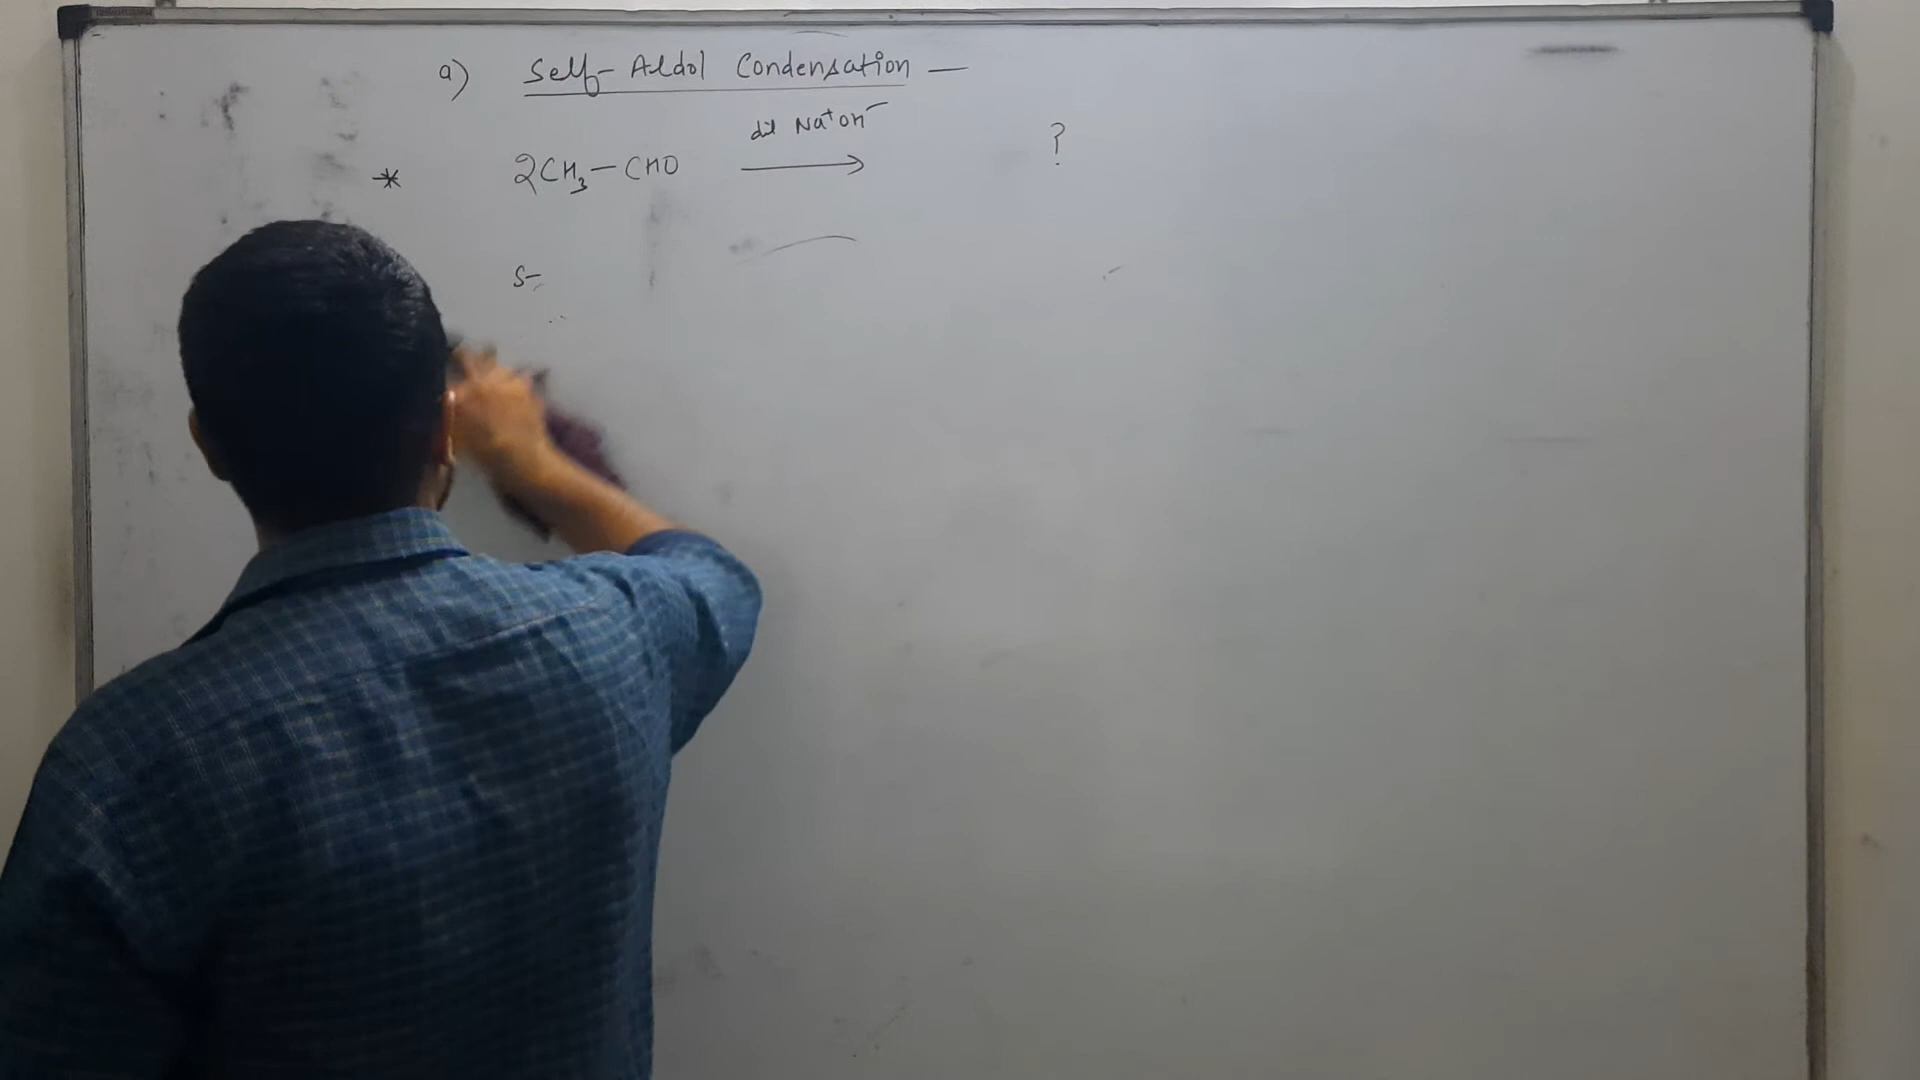 a) Self-Aldol Condensation —
dil Na⁺OH⁻
* 2CH₃—CHO ⟶ ?
S-